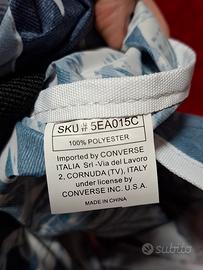 SKU # 5EA015C
100% POLYESTER
Imported by CONVERSE
ITALIA Srl -Via del Lavoro
2, CORNUDA (TV), ITALY
under license by
CONVERSE INC. U.S.A.
MADE IN CHINA
subito